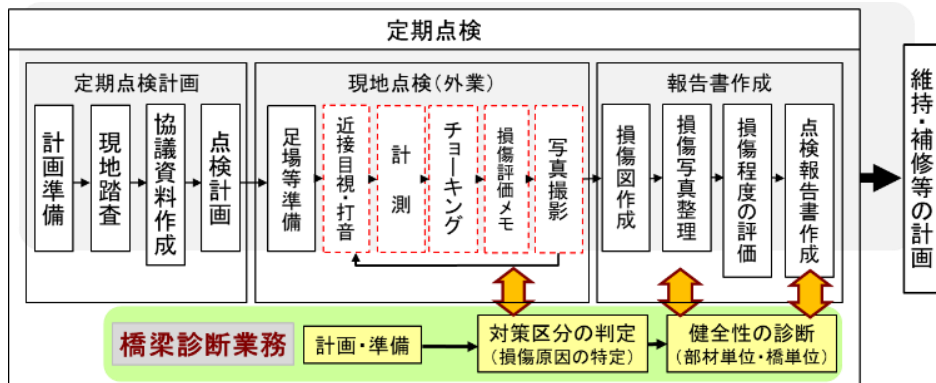 定期点検
定期点検計画
現地点検(外業)
報告書作成
計画準備
現地踏査
協議資料作成
点検計画
足場等準備
近接目視・打音
計測
チョーキング
損傷評価メモ
写真撮影
損傷図作成
損傷写真整理
損傷程度の評価
点検報告書作成
維持・補修等の計画
橋梁診断業務
計画・準備
対策区分の判定
(損傷原因の特定)
健全性の診断
(部材単位・橋単位)